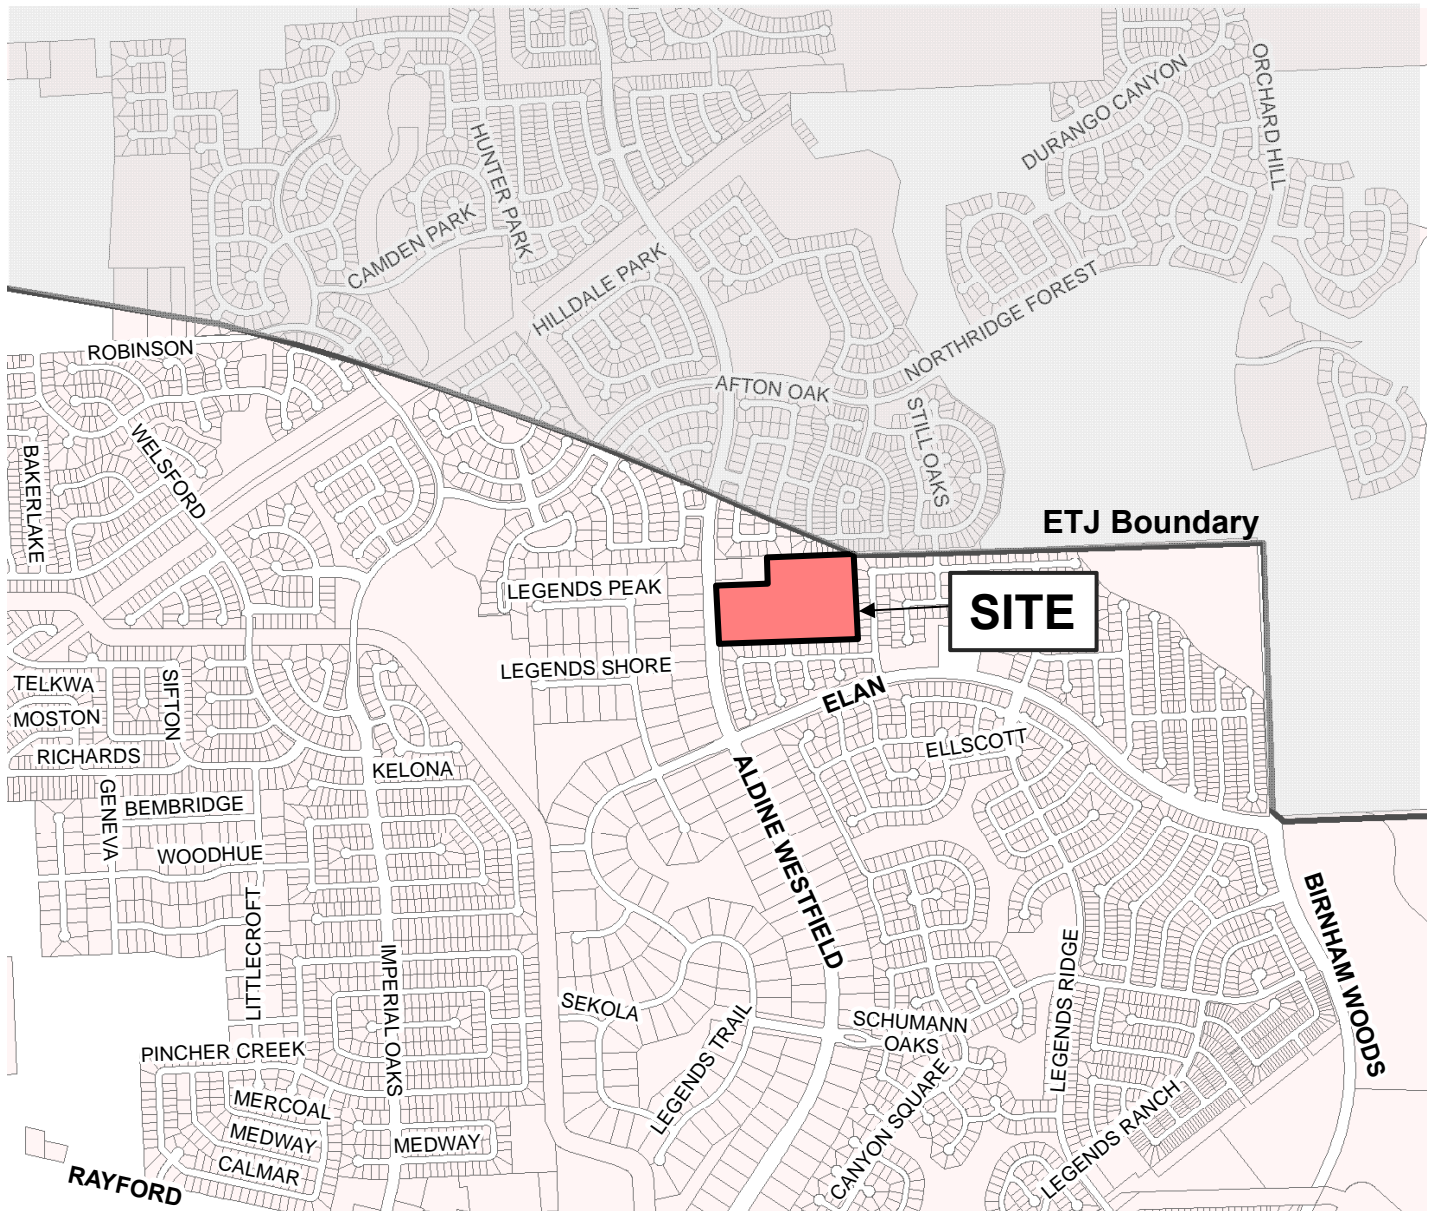 ORCHARD HILL
DURANGO CANYON
HUNTER PARK
CAMDEN PARK
HILLDALE PARK
NORTHRIDGE FOREST
ROBINSON
AFTON OAK
STILL OAKS
WELSFORD
BAKERLAKE
ETJ Boundary
LEGENDS PEAK
SITE
LEGENDS SHORE
TELKWA
SIFTON
ELAN
MOSTON
ELLSCOTT
RICHARDS
KELONA
GENEVA
BEMBRIDGE
ALDINE WESTFIELD
WOODHUE
BIRNHAM WOODS
LITTLECROFT
IMPERIAL OAKS
LEGENDS RIDGE
SEKOLA
SCHUMANN
OAKS
LEGENDS TRAIL
PINCHER CREEK
CANYON SQUARE
LEGENDS RANCH
MERCOAL
MEDWAY
MEDWAY
CALMAR
RAYFORD